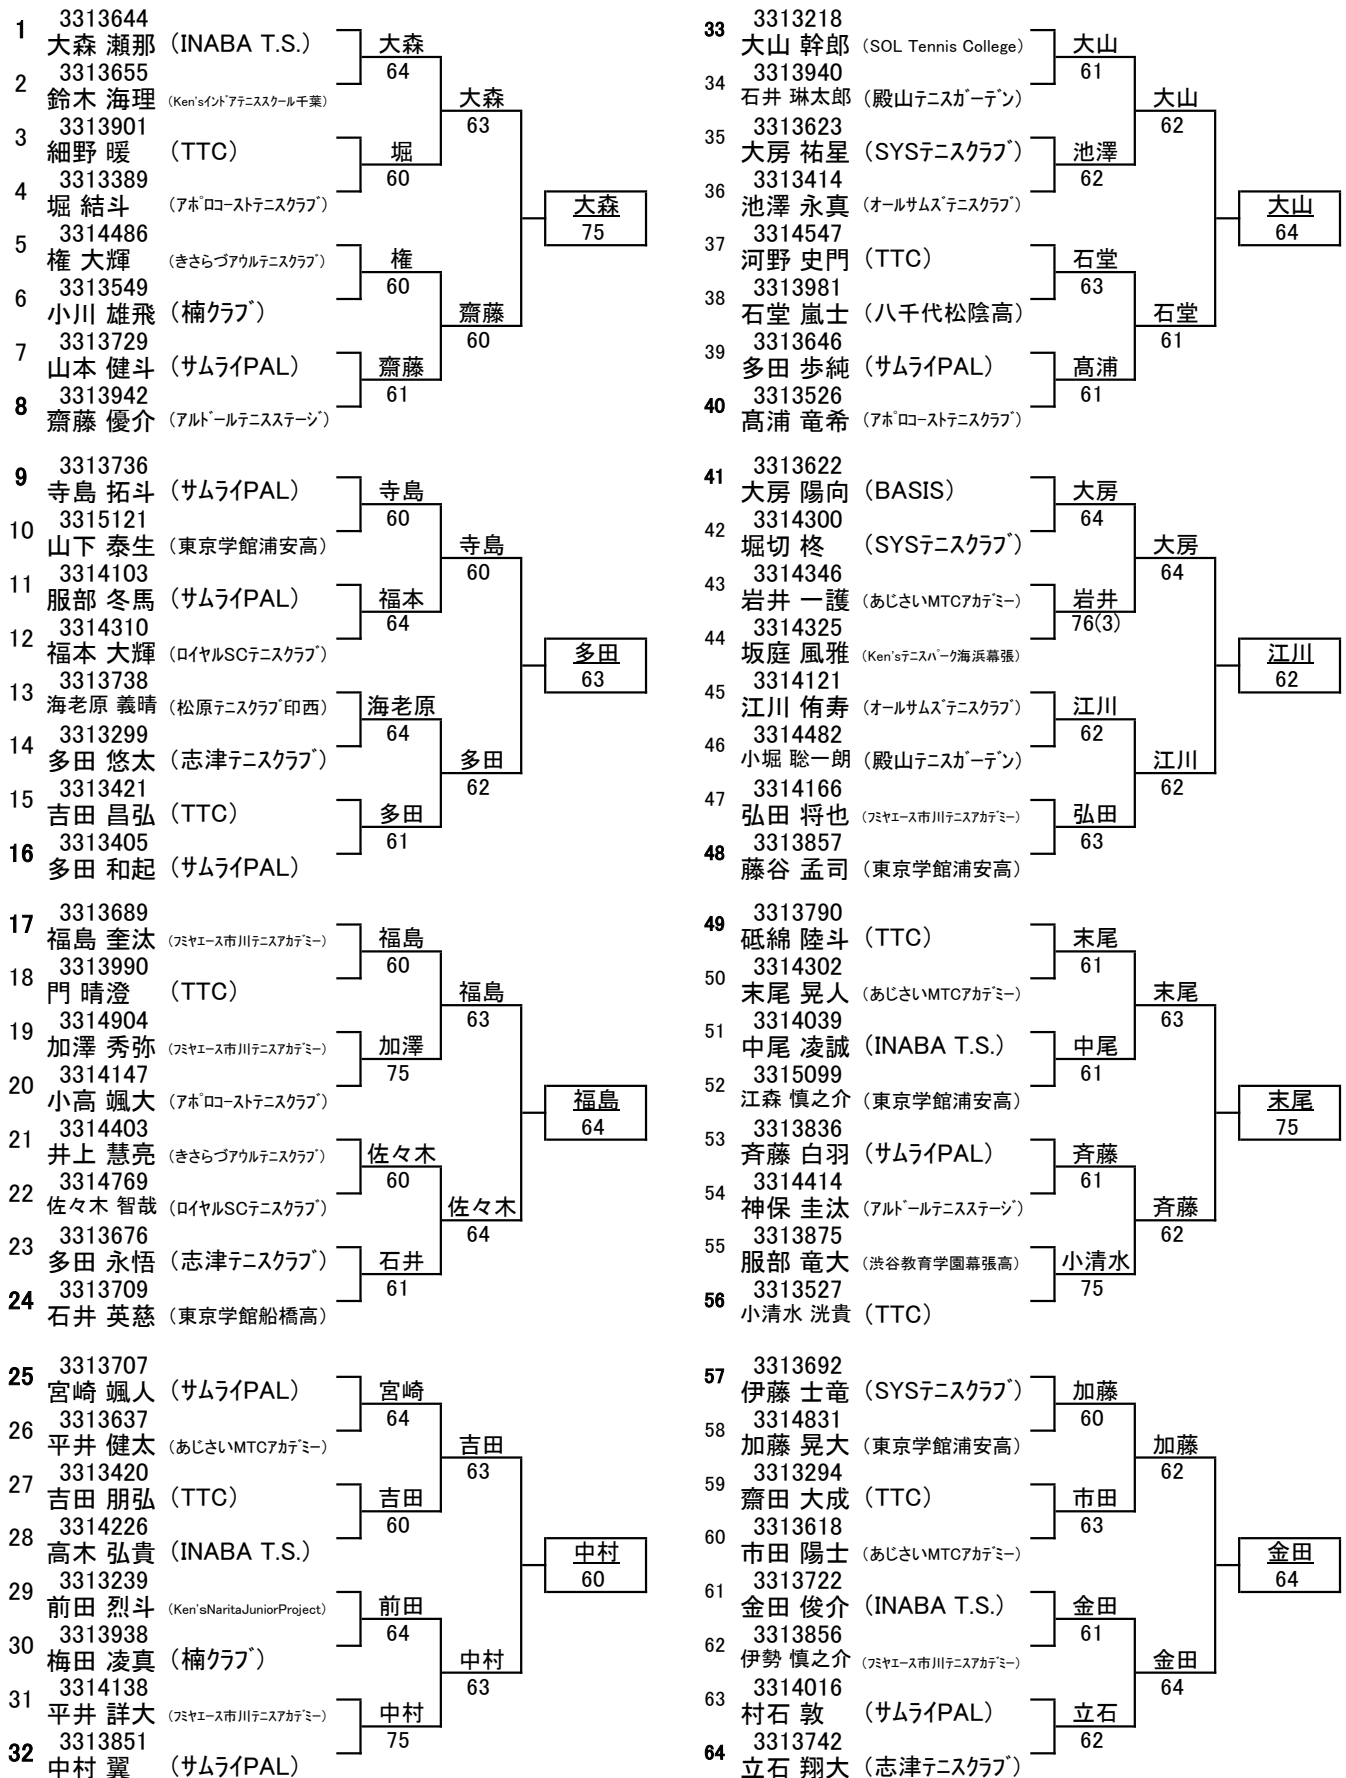 1 3313644
大森 瀬那 (INABA T.S.)
2 3313655
鈴木 海理 (Ken'sインドアテニススクール千葉)
大森
64
3 3313901
細野 暖 (TTC)
4 3313389
堀 結斗 (アポロコーストテニスクラブ)
堀
60
大森
63
5 3314486
権 大輝 (きさらづアウルテニスクラブ)
6 3313549
小川 雄飛 (楠クラブ)
権
60
7 3313729
山本 健斗 (サムライPAL)
8 3313942
齋藤 優介 (アルドールテニスステージ)
齋藤
61
齋藤
60
大森
75
9 3313736
寺島 拓斗 (サムライPAL)
10 3315121
山下 泰生 (東京学館浦安高)
寺島
60
11 3314103
服部 冬馬 (サムライPAL)
12 3314310
福本 大輝 (ロイヤルSCテニスクラブ)
福本
64
寺島
60
13 3313738
海老原 義晴 (松原テニスクラブ印西)
14 3313299
多田 悠太 (志津テニスクラブ)
海老原
64
15 3313421
吉田 昌弘 (TTC)
16 3313405
多田 和起 (サムライPAL)
多田
61
多田
62
多田
63
17 3313689
福島 奎汰 (フミヤエース市川テニスアカデミー)
18 3313990
門 晴澄 (TTC)
福島
60
19 3314904
加澤 秀弥 (フミヤエース市川テニスアカデミー)
20 3314147
小高 颯大 (アポロコーストテニスクラブ)
加澤
75
福島
63
21 3314403
井上 慧亮 (きさらづアウルテニスクラブ)
22 3314769
佐々木 智哉 (ロイヤルSCテニスクラブ)
佐々木
60
23 3313676
多田 永悟 (志津テニスクラブ)
24 3313709
石井 英慈 (東京学館船橋高)
石井
61
佐々木
64
福島
64
25 3313707
宮崎 颯人 (サムライPAL)
26 3313637
平井 健太 (あじさいMTCアカデミー)
宮崎
64
27 3313420
吉田 朋弘 (TTC)
28 3314226
高木 弘貴 (INABA T.S.)
吉田
60
吉田
63
29 3313239
前田 烈斗 (Ken'sNaritaJuniorProject)
30 3313938
梅田 凌真 (楠クラブ)
前田
64
31 3314138
平井 詳大 (フミヤエース市川テニスアカデミー)
32 3313851
中村 翼 (サムライPAL)
中村
75
中村
63
中村
60
33 3313218
大山 幹郎 (SOL Tennis College)
34 3313940
石井 琳太郎 (殿山テニスガーデン)
大山
61
35 3313623
大房 祐星 (SYSテニスクラブ)
36 3313414
池澤 永真 (オールサムズテニスクラブ)
池澤
62
大山
62
37 3314547
河野 史門 (TTC)
38 3313981
石堂 嵐士 (八千代松陰高)
石堂
63
39 3313646
多田 歩純 (サムライPAL)
40 3313526
髙浦 竜希 (アポロコーストテニスクラブ)
髙浦
61
石堂
61
大山
64
41 3313622
大房 陽向 (BASIS)
42 3314300
堀切 柊 (SYSテニスクラブ)
大房
64
43 3314346
岩井 一護 (あじさいMTCアカデミー)
44 3314325
坂庭 風雅 (Ken'sテニスパーク海浜幕張)
岩井
76(3)
大房
64
45 3314121
江川 侑寿 (オールサムズテニスクラブ)
46 3314482
小堀 聡一朗 (殿山テニスガーデン)
江川
62
47 3314166
弘田 将也 (フミヤエース市川テニスアカデミー)
48 3313857
藤谷 孟司 (東京学館浦安高)
弘田
63
江川
62
江川
62
49 3313790
砥綿 陸斗 (TTC)
50 3314302
末尾 晃人 (あじさいMTCアカデミー)
末尾
61
51 3314039
中尾 凌誠 (INABA T.S.)
52 3315099
江森 慎之介 (東京学館浦安高)
中尾
61
末尾
63
53 3313836
斉藤 白羽 (サムライPAL)
54 3314414
神保 圭汰 (アルドールテニスステージ)
斉藤
61
55 3313875
服部 竜大 (渋谷教育学園幕張高)
56 3313527
小清水 洸貴 (TTC)
小清水
75
斉藤
62
末尾
75
57 3313692
伊藤 士竜 (SYSテニスクラブ)
58 3314831
加藤 晃大 (東京学館浦安高)
加藤
60
59 3313294
齋田 大成 (TTC)
60 3313618
市田 陽士 (あじさいMTCアカデミー)
市田
63
加藤
62
61 3313722
金田 俊介 (INABA T.S.)
62 3313856
伊勢 慎之介 (フミヤエース市川テニスアカデミー)
金田
61
63 3314016
村石 敦 (サムライPAL)
64 3313742
立石 翔大 (志津テニスクラブ)
立石
62
金田
64
金田
64